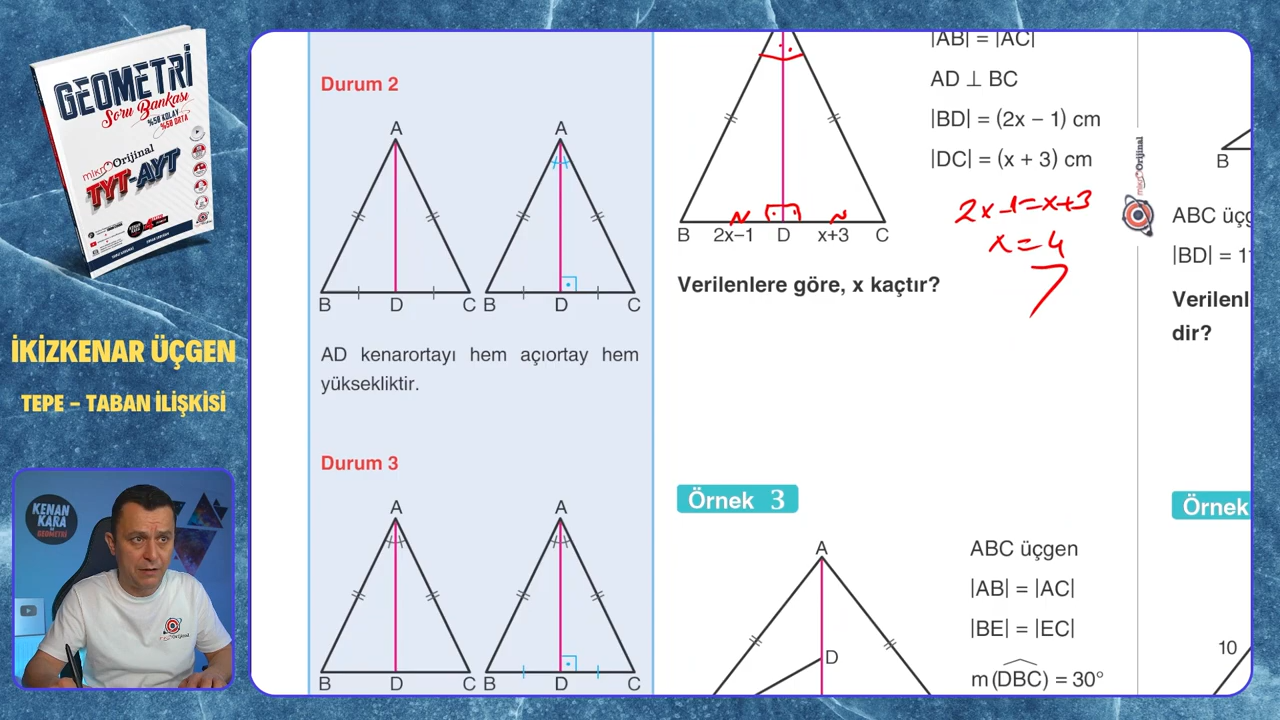 GEOMETRİ
Soru Bankası
%50 KOLAY
%50 ORTA
mikro Orijinal
TYT-AYT
İKİZKENAR ÜÇGEN
TEPE – TABAN İLİŞKİSİ
KENAN
KARA
GEOMETRİ
Durum 2
A
A
B
D
C
B
D
C
AD kenarortayı hem açıortay hem
yüksekliktir.
Durum 3
A
A
B
D
C
B
D
C
|AB| = |AC|
AD ⊥ BC
|BD| = (2x − 1) cm
|DC| = (x + 3) cm
2x-1=x+3
x=4
B
2x−1
D
x+3
C
Verilenlere göre, x kaçtır?
Örnek 3
A
D
ABC üçgen
|AB| = |AC|
|BE| = |EC|
m(DBC) = 30°
mikro Orijinal
B
ABC üçg
|BD| = 1
Verilenl
dir?
Örnek
10